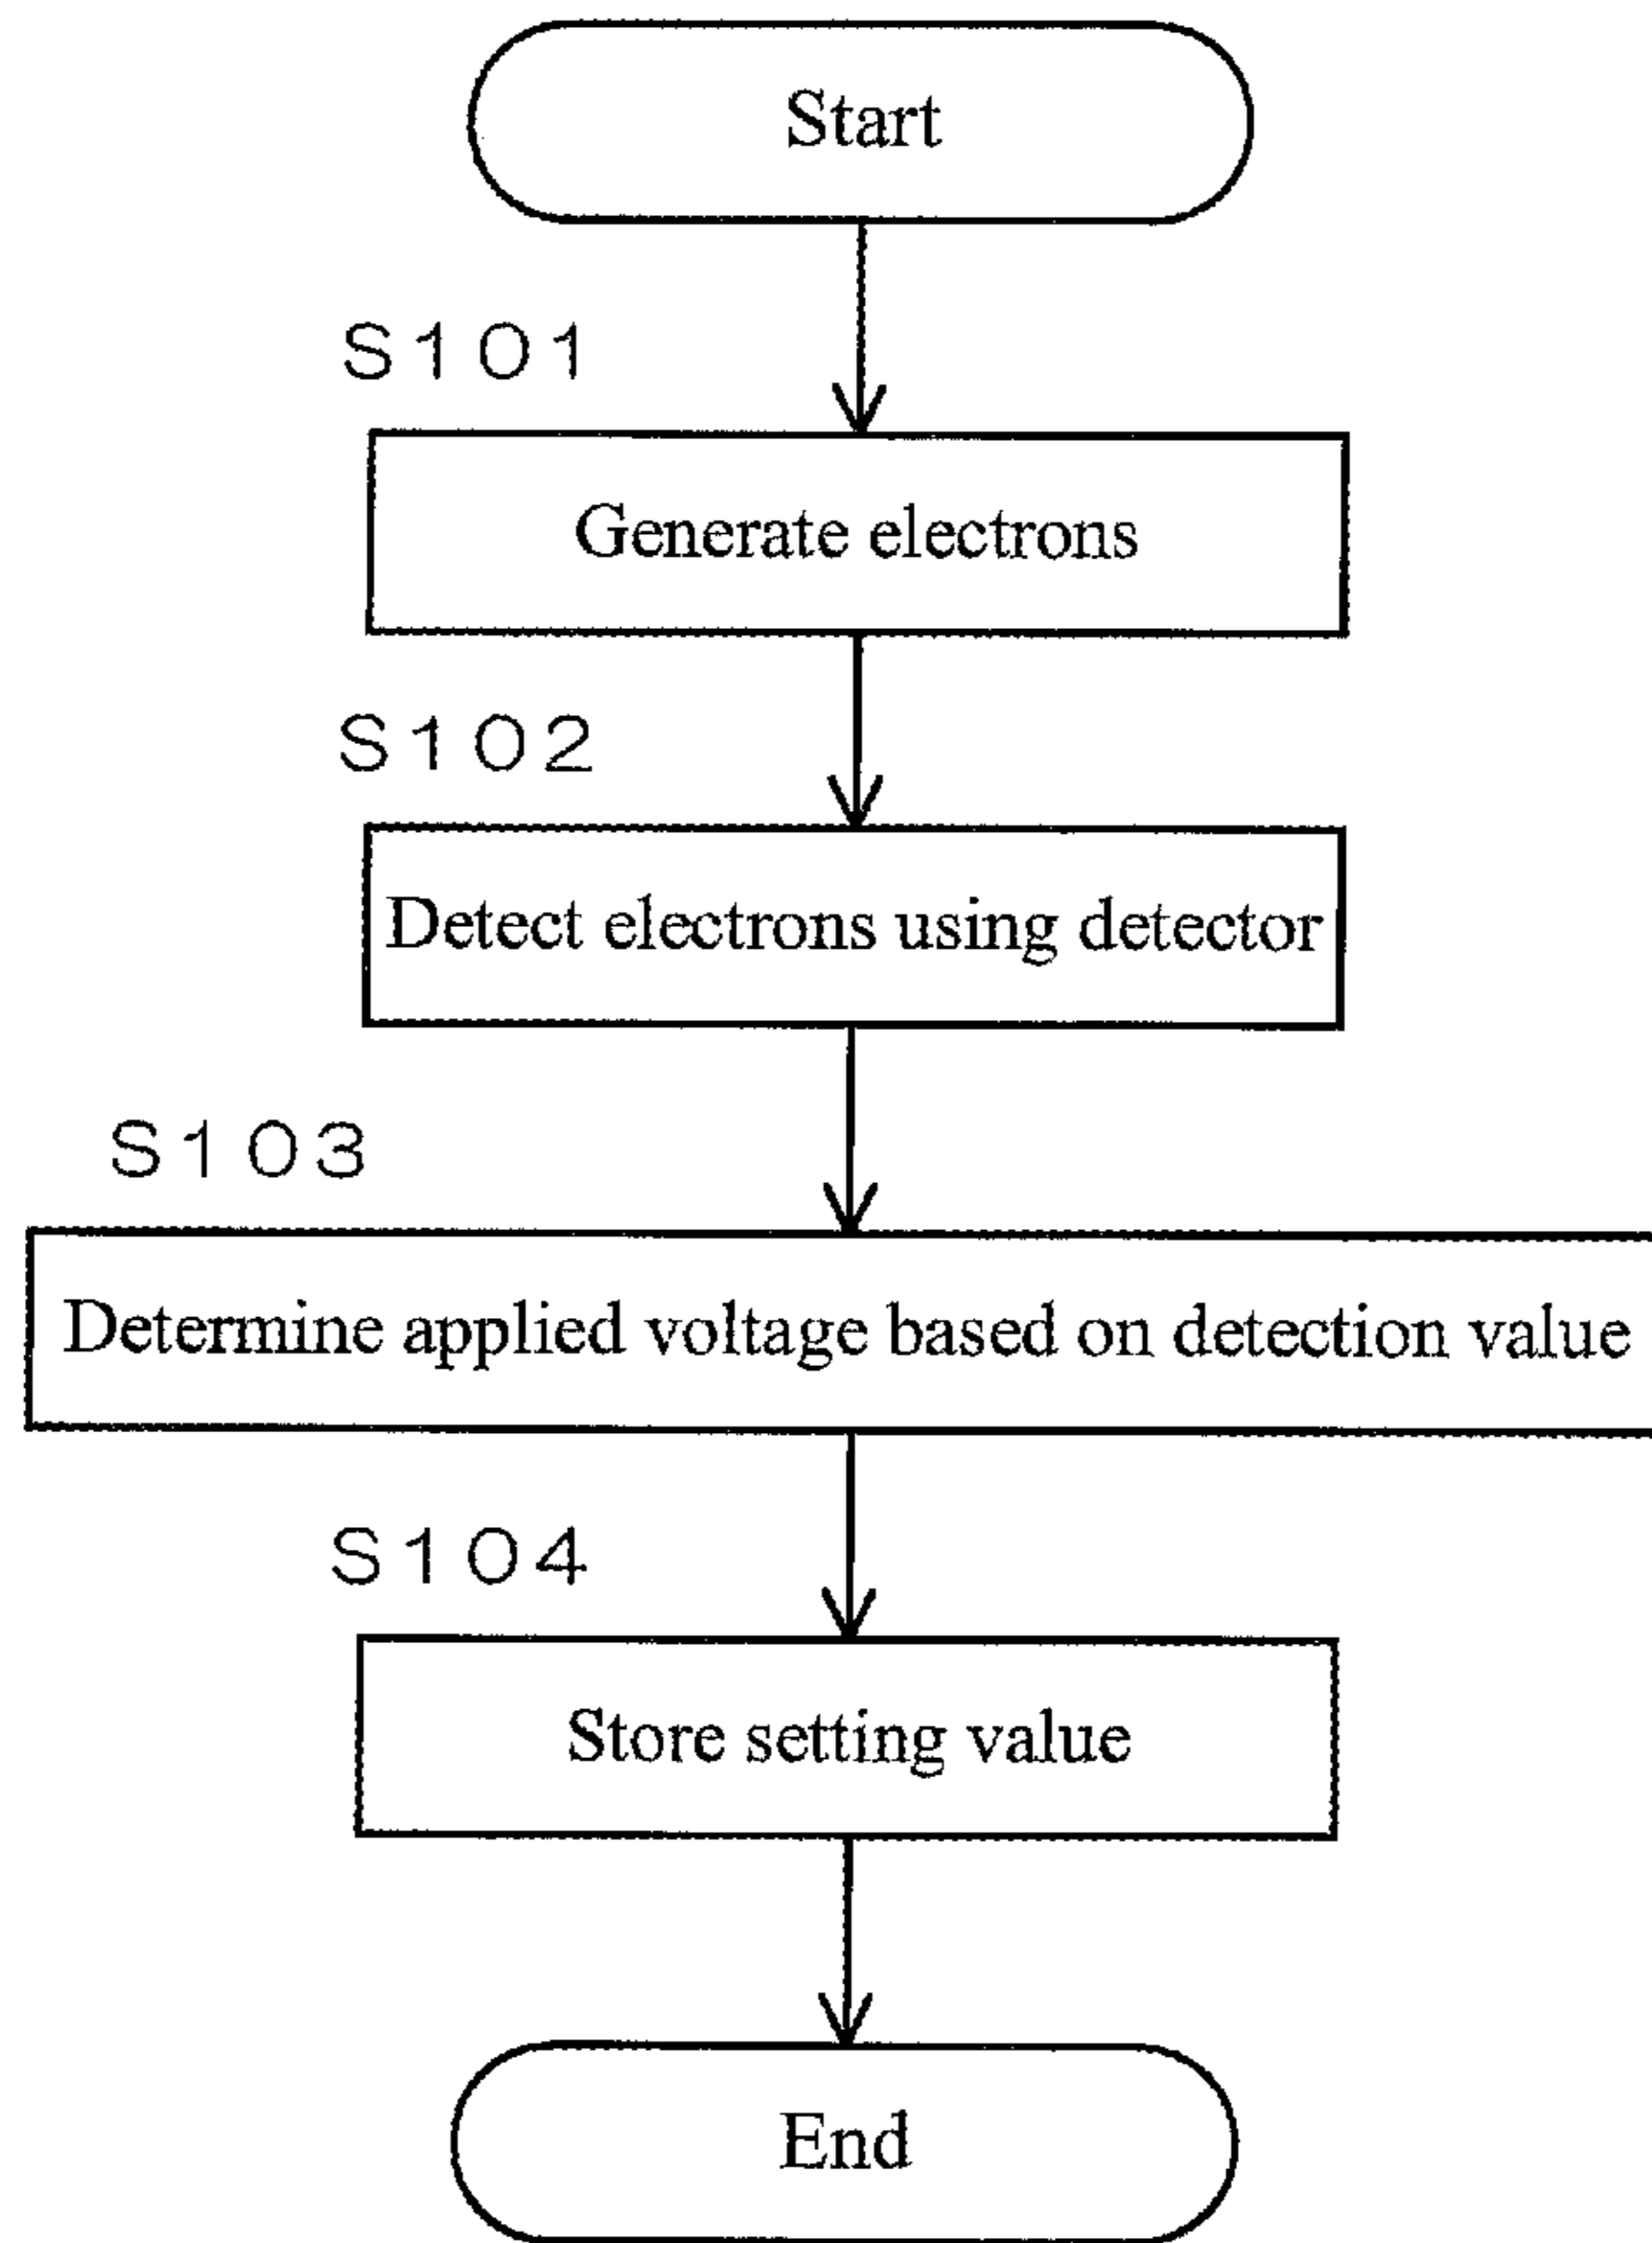 Start
S101
Generate electrons
S102
Detect electrons using detector
S103
Determine applied voltage based on detection value
S104
Store setting value
End